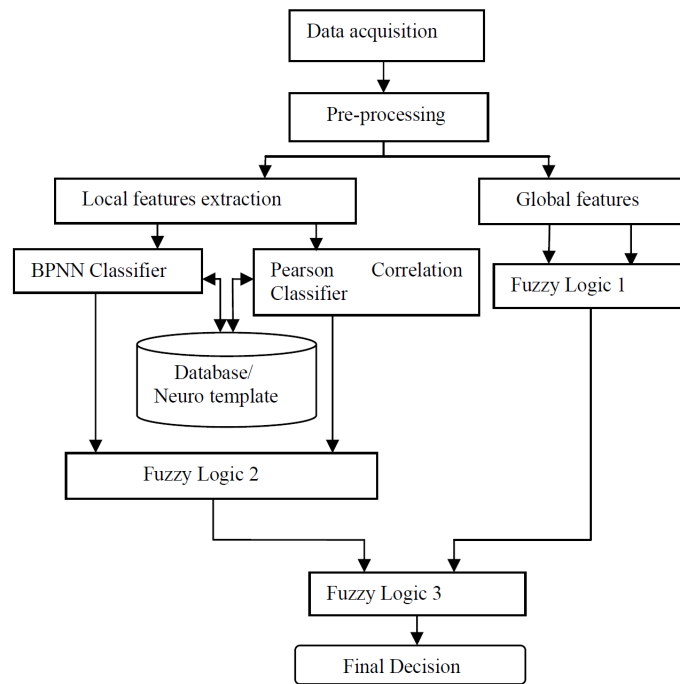 Data acquisition
Pre-processing
Local features extraction
Global features
BPNN Classifier
Pearson Correlation
Classifier
Fuzzy Logic 1
Database/
Neuro template
Fuzzy Logic 2
Fuzzy Logic 3
Final Decision